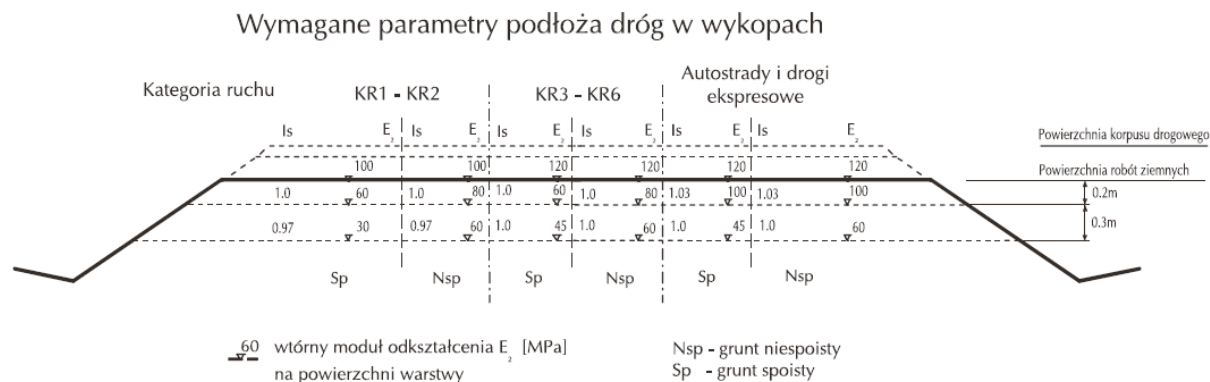 Wymagane parametry podłoża dróg w wykopach
Kategoria ruchu KR1 - KR2 KR3 - KR6 Autostrady i drogi
ekspresowe
Is E₂ Is E₂ Is E₂ Is E₂ Is E₂ Is E₂
Powierzchnia korpusu drogowego
100 100 120 120 120 120
Powierzchnia robót ziemnych
1.0 60 1.0 80 1.0 60 1.0 80 1.03 100 1.03 100 0.2m
0.97 30 0.97 60 1.0 45 1.0 60 1.0 45 1.0 60 0.3m
Sp Nsp Sp Nsp Sp Nsp
60 wtórny moduł odkształcenia E₂ [MPa]
na powierzchni warstwy
Nsp - grunt niespoisty
Sp - grunt spoisty